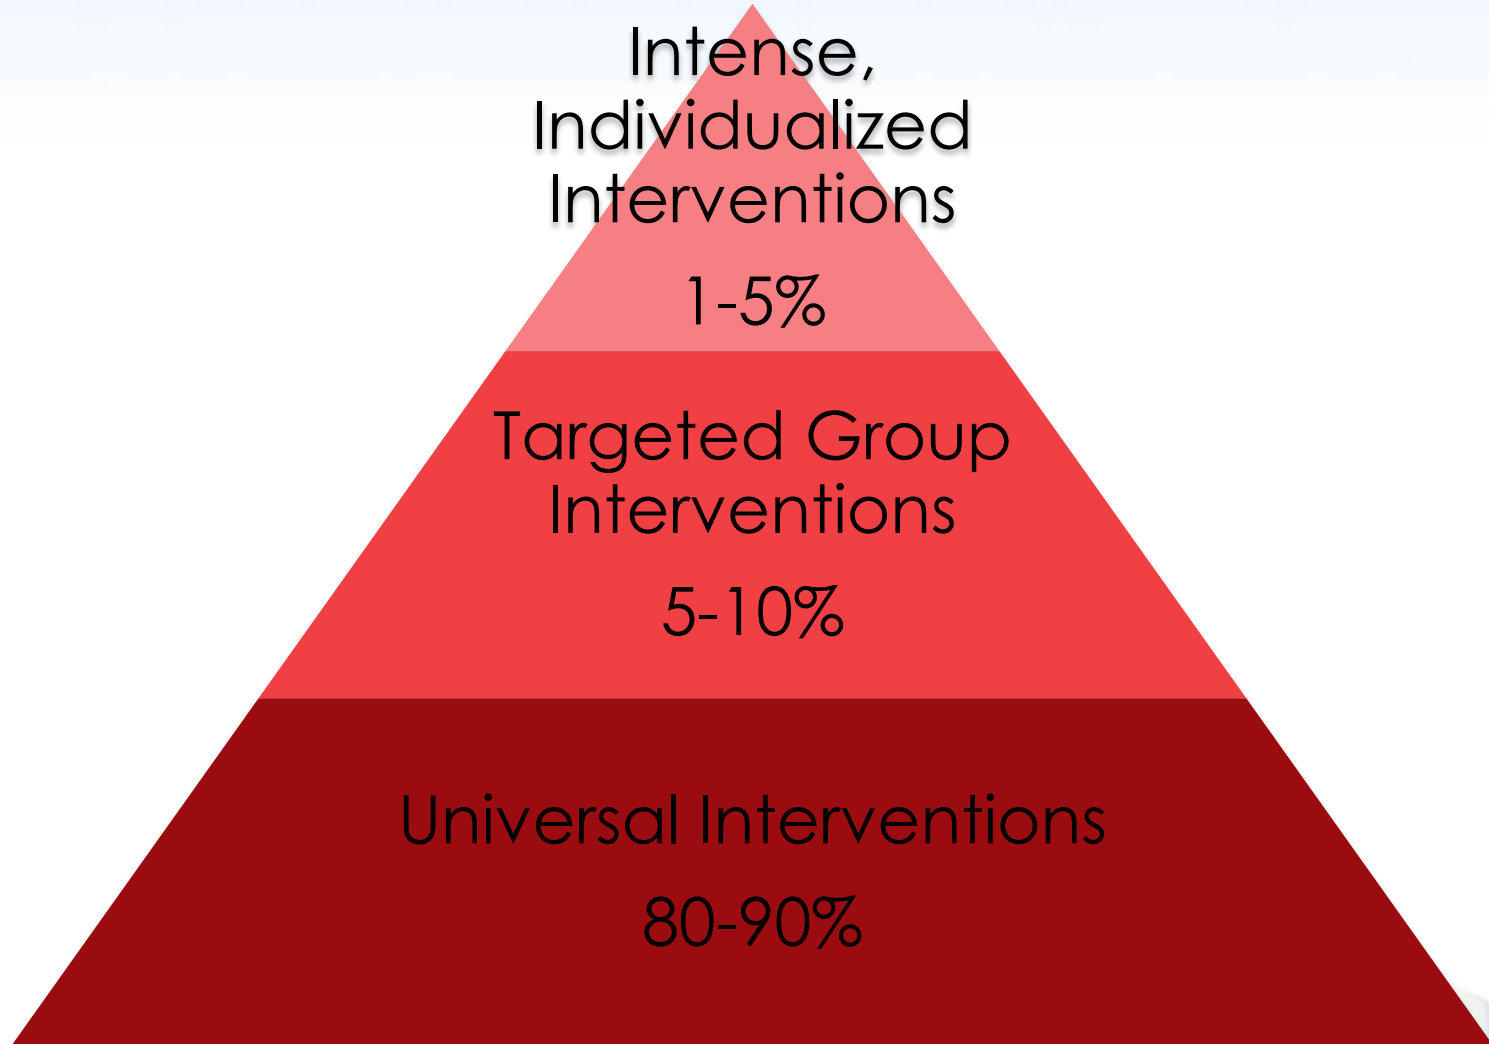 Intense,
Individualized
Interventions
1-5%
Targeted Group
Interventions
5-10%
Universal Interventions
80-90%